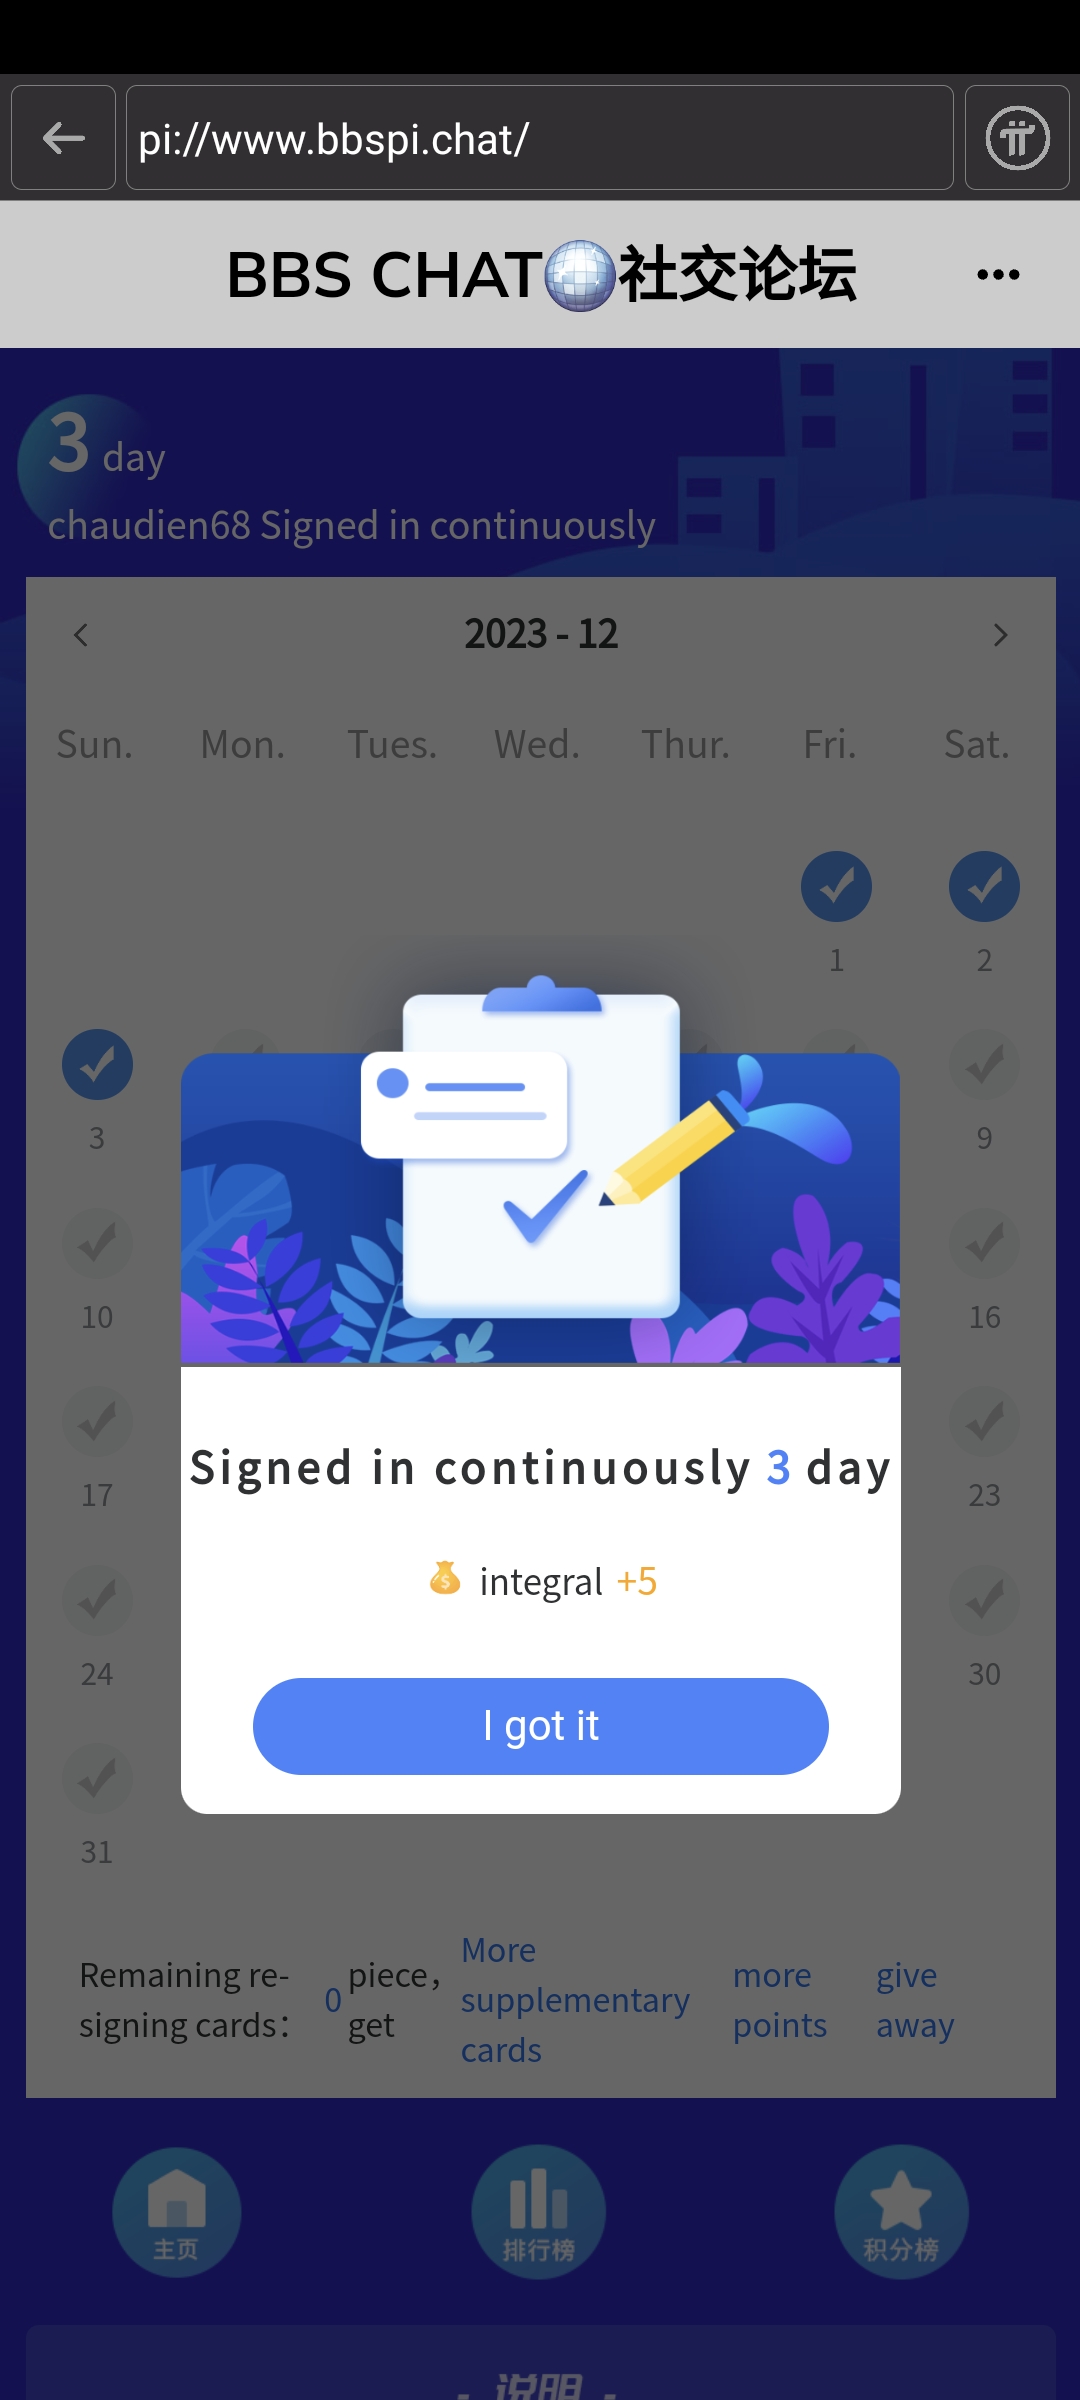 pi://www.bbspi.chat/
BBS CHAT社交论坛
3 day
chaudien68 Signed in continuously
2023 - 12
Sun. Mon. Tues. Wed. Thur. Fri. Sat.
1 2
3 9
10 16
17 23
24 30
31
Signed in continuously 3 day
integral +5
I got it
Remaining re-signing cards： 0 piece， get More supplementary cards more points give away
主页 排行榜 积分榜
· 说明 ·